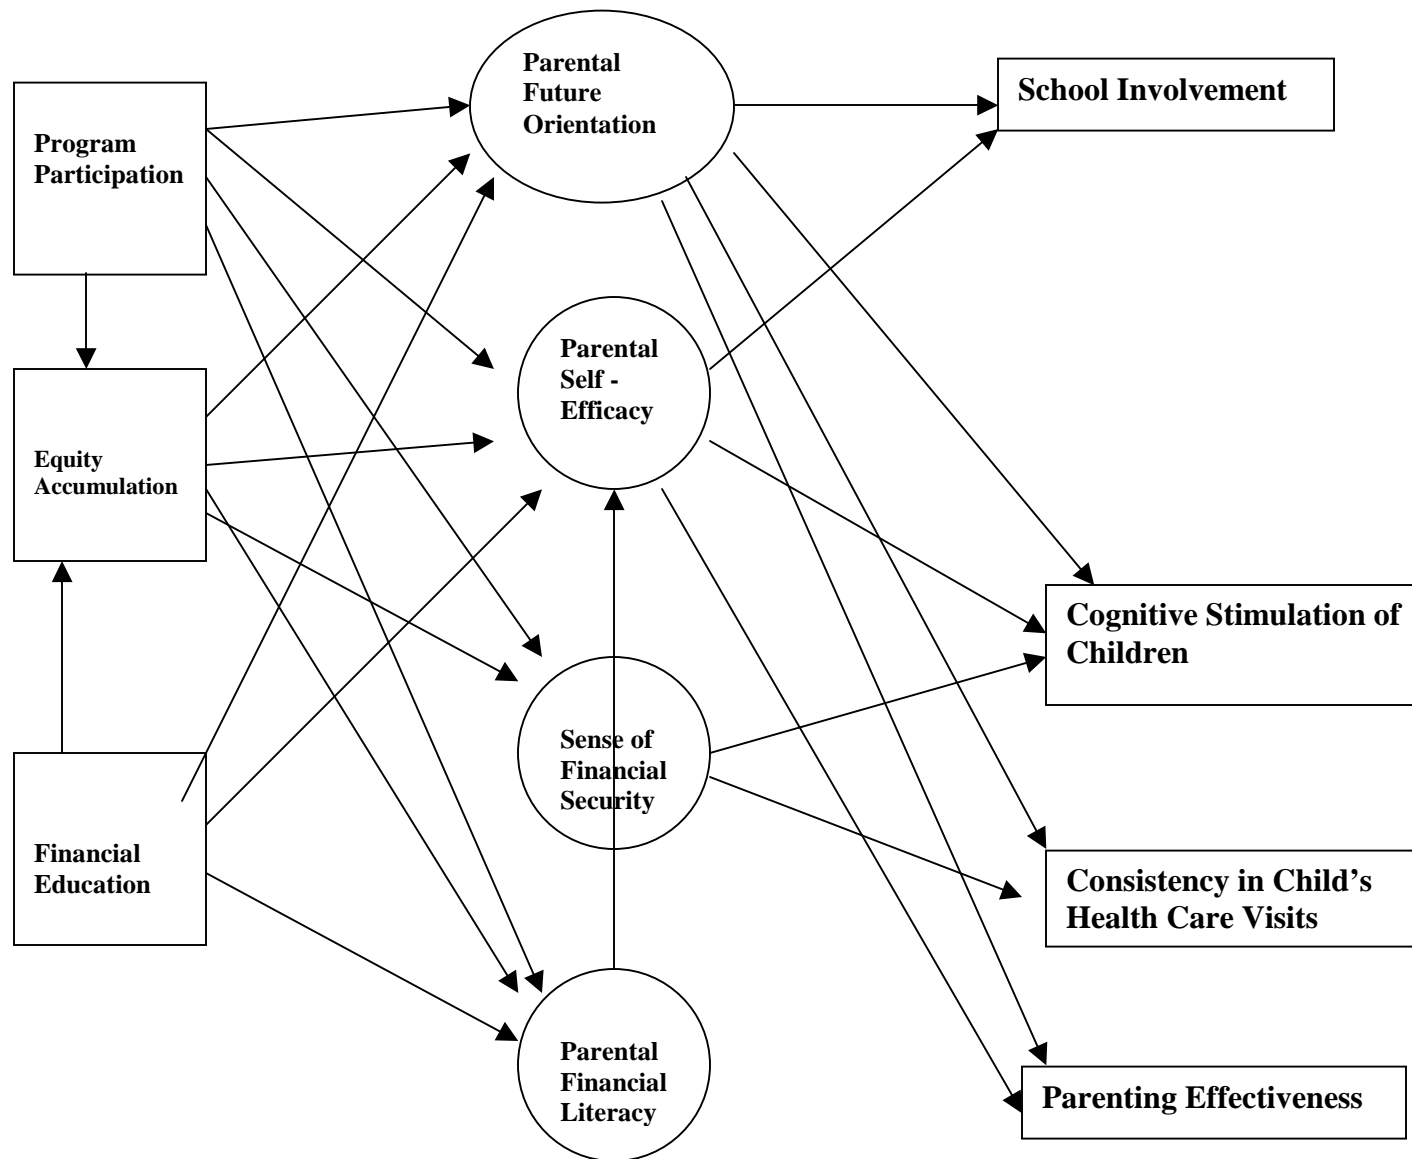 Parental
Future
Orientation
School Involvement
Program
Participation
Parental
Self -
Efficacy
Equity
Accumulation
Cognitive Stimulation of
Children
Sense of
Financial
Security
Financial
Education
Consistency in Child’s
Health Care Visits
Parental
Financial
Literacy
Parenting Effectiveness